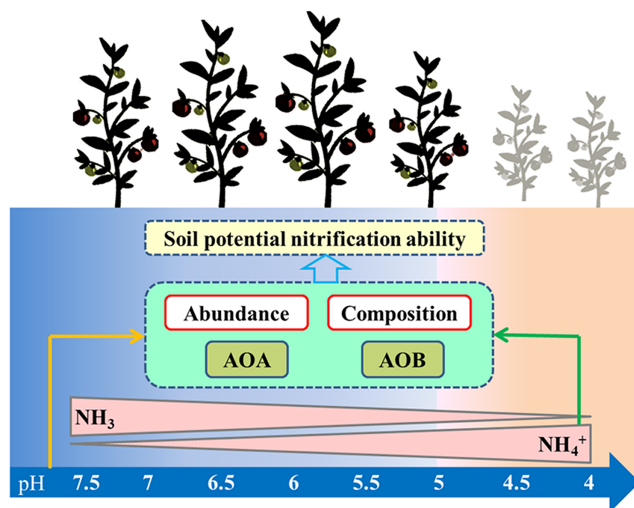 Soil potential nitrification ability
Abundance Composition
AOA AOB
NH₃
NH₄⁺
pH 7.5 7 6.5 6 5.5 5 4.5 4